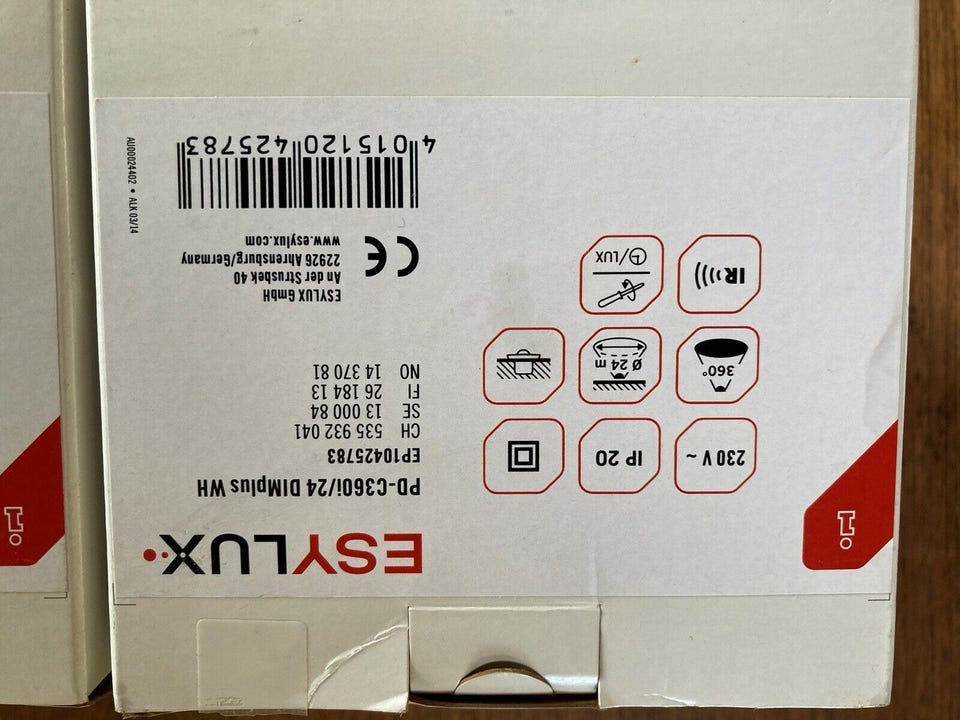 ESYLUX
PD-C360i/24 DIMplus WH
EP10425783
CH 535 932 041
SE 13 000 84
FI 26 184 13
NO 14 370 81
ESYLUX GmbH
An der Strusbek 40
22926 Ahrensburg/Germany
www.esylux.com
CE
4 015120 425783
AU00024402 • ALK 03/14
230 V ~
IP 20
360°
Ø 24 m
IR
/LUX